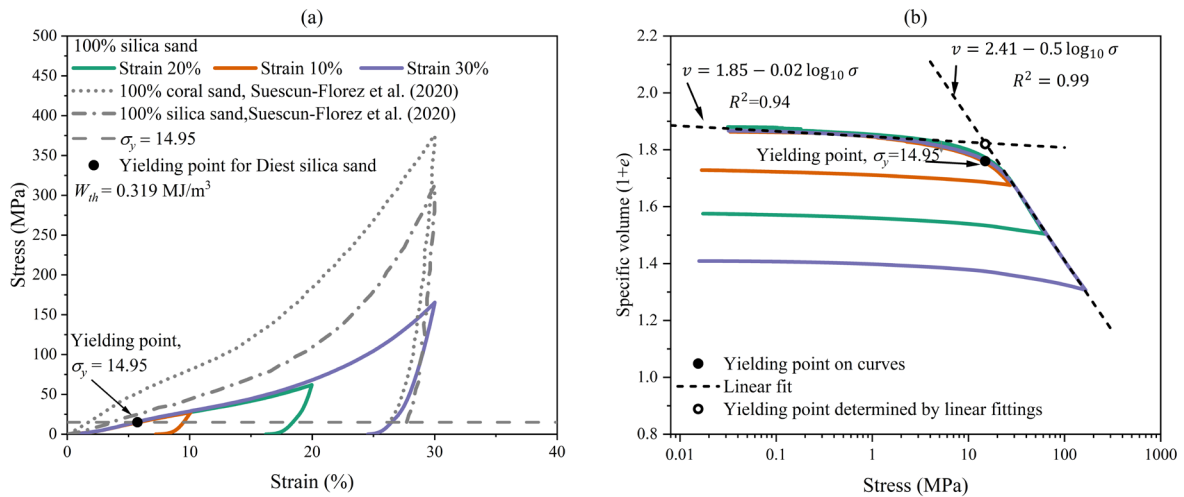 (a)
500
450
400
350
300
250
200
150
100
50
0
Stress (MPa)
100% silica sand
Strain 20% Strain 10% Strain 30%
100% coral sand, Suescun-Florez et al. (2020)
100% silica sand,Suescun-Florez et al. (2020)
σy = 14.95
Yielding point for Diest silica sand
Wth = 0.319 MJ/m³
Yielding point,
σy = 14.95
0 10 20 30 40
Strain (%)
(b)
2.2
2.0
1.8
1.6
1.4
1.2
1.0
0.8
Specific volume (1+e)
v = 2.41 − 0.5 log10 σ
R² = 0.99
v = 1.85 − 0.02 log10 σ
R²=0.94
Yielding point, σy=14.95
Yielding point on curves
Linear fit
Yielding point determined by linear fittings
0.01 0.1 1 10 100 1000
Stress (MPa)